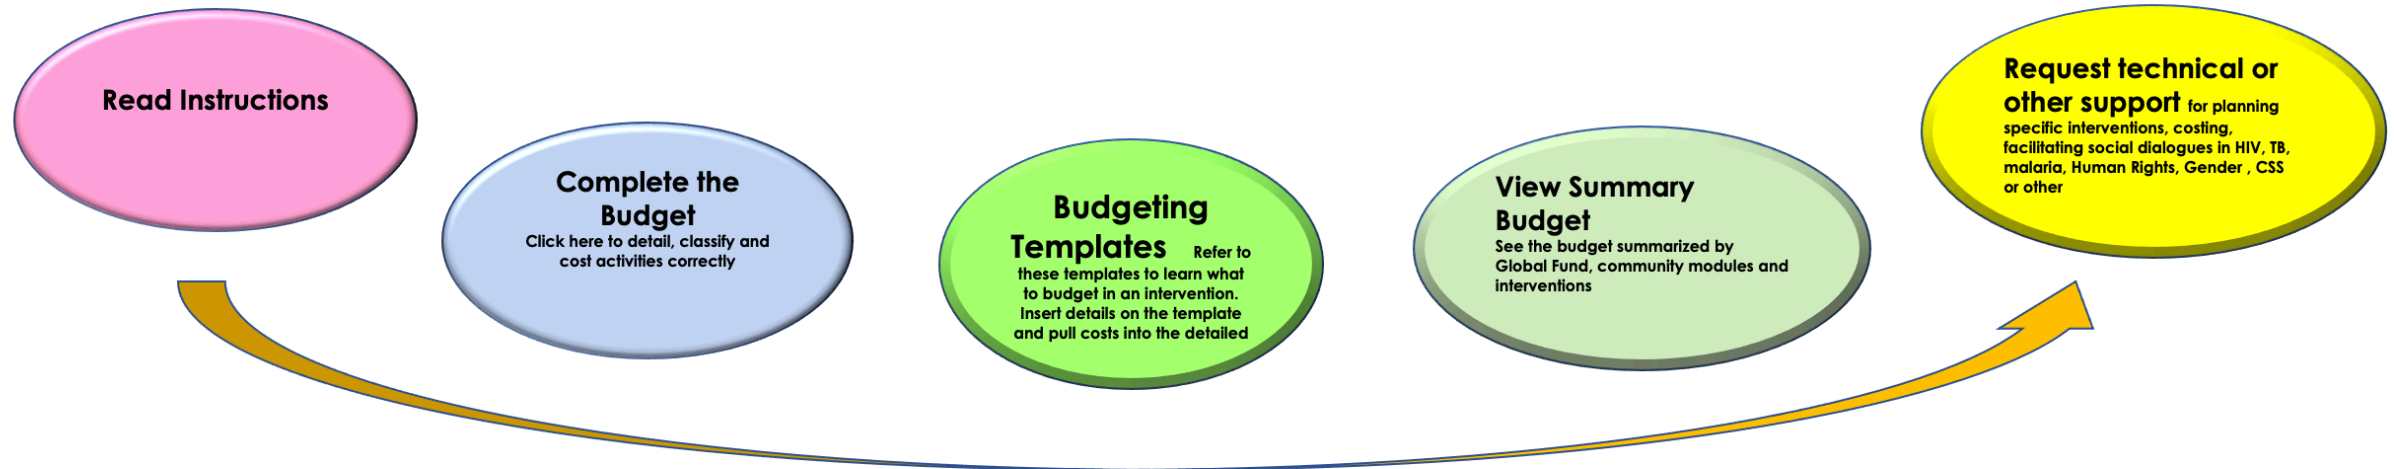 Read Instructions
Complete the
Budget
Click here to detail, classify and
cost activities correctly
Budgeting
Templates Refer to
these templates to learn what
to budget in an intervention.
Insert details on the template
and pull costs into the detailed
View Summary
Budget
See the budget summarized by
Global Fund, community modules and
interventions
Request technical or
other support for planning
specific interventions, costing,
facilitating social dialogues in HIV, TB,
malaria, Human Rights, Gender , CSS
or other